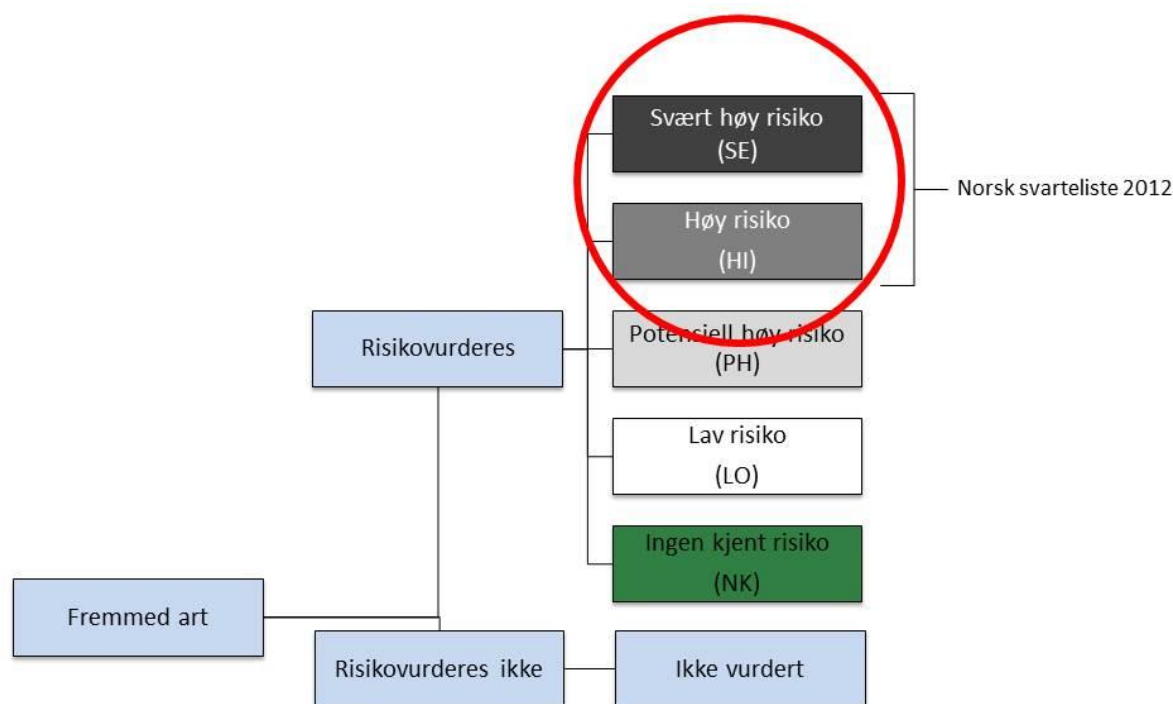 Svært høy risiko
(SE)
Norsk svarteliste 2012
Høy risiko
(HI)
Risikovurderes
Potensiell høy risiko
(PH)
Lav risiko
(LO)
Ingen kjent risiko
(NK)
Fremmed art
Risikovurderes ikke
Ikke vurdert